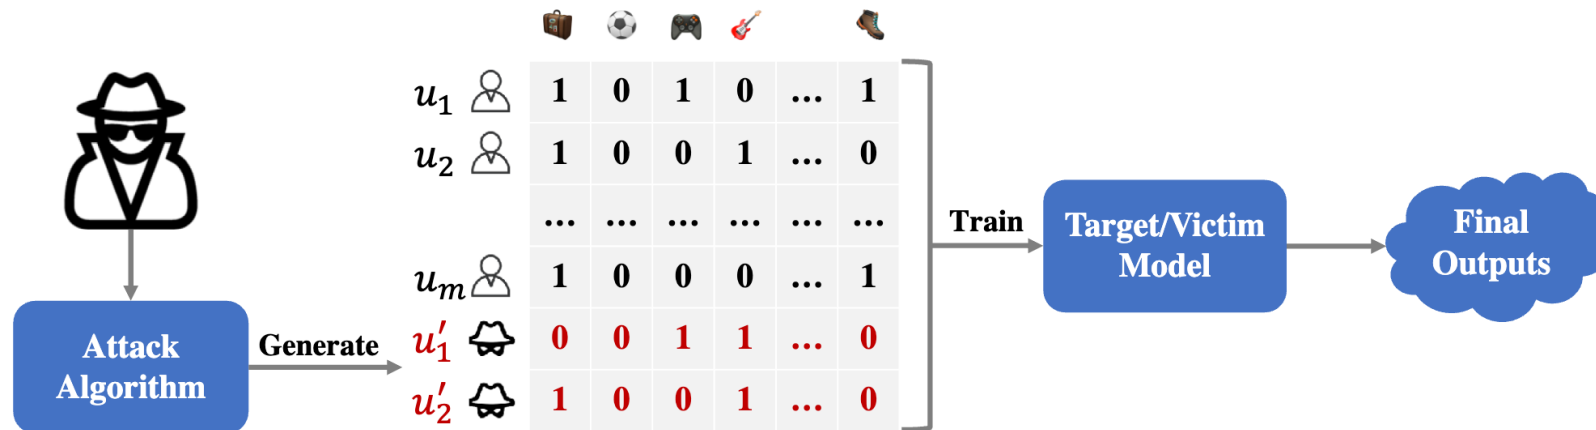 u1 1 0 1 0 ... 1
u2 1 0 0 1 ... 0
... ... ... ... ... ...
um 1 0 0 0 ... 1
u′1 0 0 1 1 ... 0
u′2 1 0 0 1 ... 0
Attack
Algorithm
Generate
Train
Target/Victim
Model
Final
Outputs